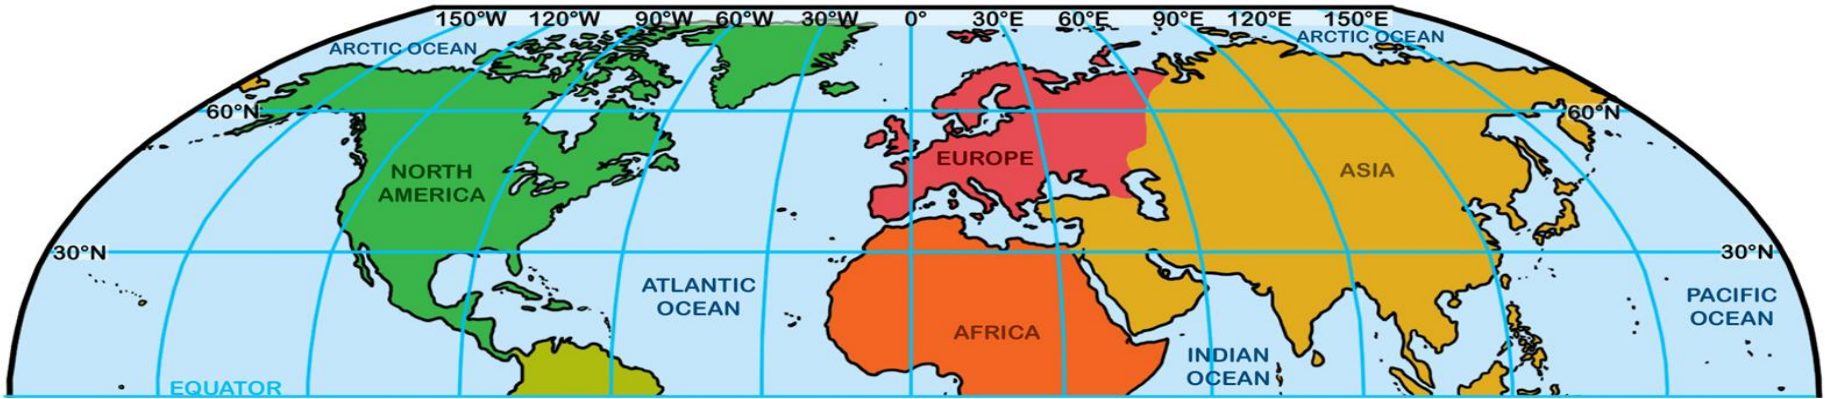 150°W 120°W 90°W 60°W 30°W 0° 30°E 60°E 90°E 120°E 150°E
ARCTIC OCEAN ARCTIC OCEAN
60°N 60°N
NORTH
AMERICA
EUROPE
ASIA
30°N 30°N
ATLANTIC
OCEAN
PACIFIC
OCEAN
AFRICA
INDIAN
OCEAN
EQUATOR